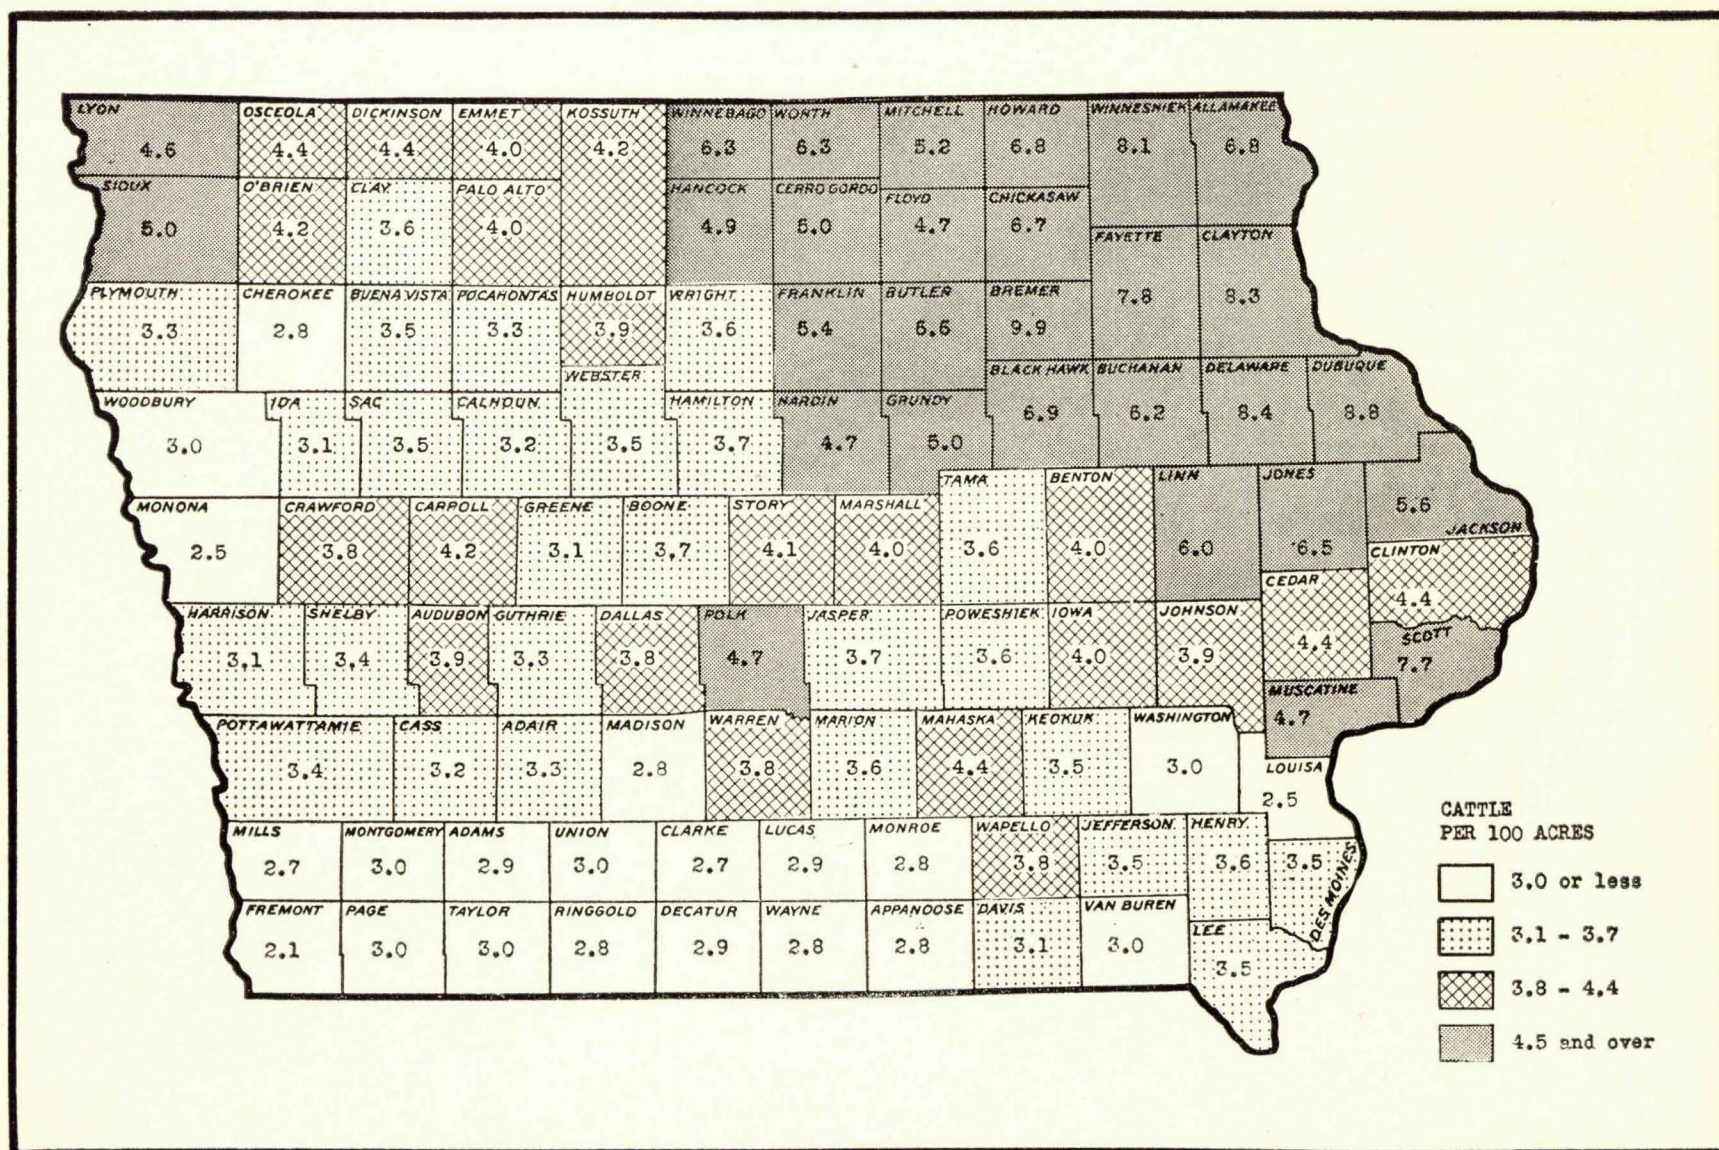 LYON OSCEOLA DICKINSON EMMET KOSSUTH WINNEBAGO WORTH MITCHELL HOWARD WINNESHIEK ALLAMAKEE
4.6 4.4 4.4 4.0 4.2 6.3 6.3 5.2 6.8 8.1 6.8
SIOUX O'BRIEN CLAY PALO ALTO HANCOCK CERRO GORDO FLOYD CHICKASAW
5.0 4.2 3.6 4.0 4.9 5.0 4.7 6.7
FAYETTE CLAYTON
7.8 8.3
PLYMOUTH CHEROKEE BUENA VISTA POCAHONTAS HUMBOLDT WRIGHT FRANKLIN BUTLER BREMER
3.3 2.8 3.5 3.3 3.9 3.6 5.4 6.6 9.9
WEBSTER BLACK HAWK BUCHANAN DELAWARE DUBUQUE
3.5 6.9 6.2 8.4 8.8
WOODBURY IDA SAC CALHOUN HAMILTON HARDIN GRUNDY
3.0 3.1 3.5 3.2 3.7 4.7 5.0
TAMA BENTON LINN JONES
3.6 4.0 6.0 6.5
5.6
JACKSON
MONONA CRAWFORD CARROLL GREENE BOONE STORY MARSHALL
2.5 3.8 4.2 3.1 3.7 4.1 4.0
CLINTON
4.4
CEDAR
4.4
HARRISON SHELBY AUDUBON GUTHRIE DALLAS POLK JASPER POWESHIEK IOWA JOHNSON
3.1 3.4 3.9 3.3 3.8 4.7 3.7 3.6 4.0 3.9
SCOTT
7.7
MUSCATINE
4.7
POTTAWATTAMIE CASS ADAIR MADISON WARREN MARION MAHASKA KEOKUK WASHINGTON
3.4 3.2 3.3 2.8 3.8 3.6 4.4 3.5 3.0
LOUISA
2.5
MILLS MONTGOMERY ADAMS UNION CLARKE LUCAS MONROE WAPELLO JEFFERSON HENRY
2.7 3.0 2.9 3.0 2.7 2.9 2.8 3.8 3.5 3.6
3.5
DES MOINES
FREMONT PAGE TAYLOR RINGGOLD DECATUR WAYNE APPANOOSE DAVIS VAN BUREN
2.1 3.0 3.0 2.8 2.9 2.8 2.8 3.1 3.0
LEE
3.5
CATTLE
PER 100 ACRES
3.0 or less
3.1 - 3.7
3.8 - 4.4
4.5 and over